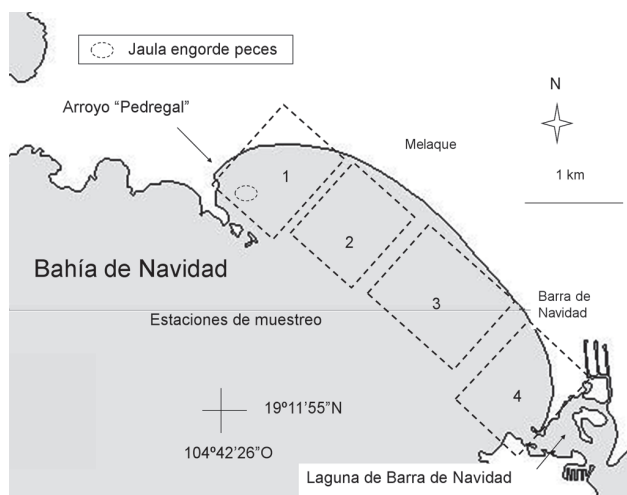 Jaula engorde peces
Arroyo “Pedregal”
N
Melaque
1 km
1
2
Bahía de Navidad
3
Barra de
Navidad
Estaciones de muestreo
4
19º11’55”N
104º42’26”O
Laguna de Barra de Navidad